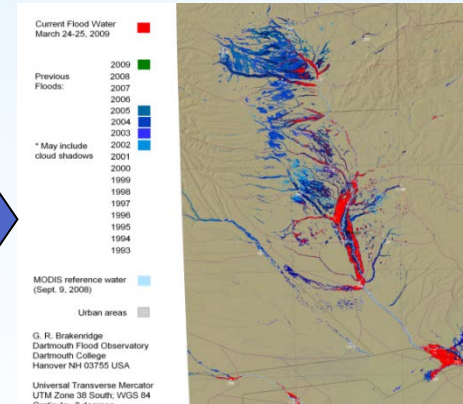 Current Flood Water
March 24-25, 2009
2009
Previous 2008
Floods: 2007
2006
2005
2004
2003
* May include 2002
cloud shadows 2001
2000
1999
1998
1997
1996
1995
1994
1993
MODIS reference water
(Sept. 9, 2008)
Urban areas
G. R. Brakenridge
Dartmouth Flood Observatory
Dartmouth College
Hanover NH 03755 USA
Universal Transverse Mercator
UTM Zone 38 South; WGS 84